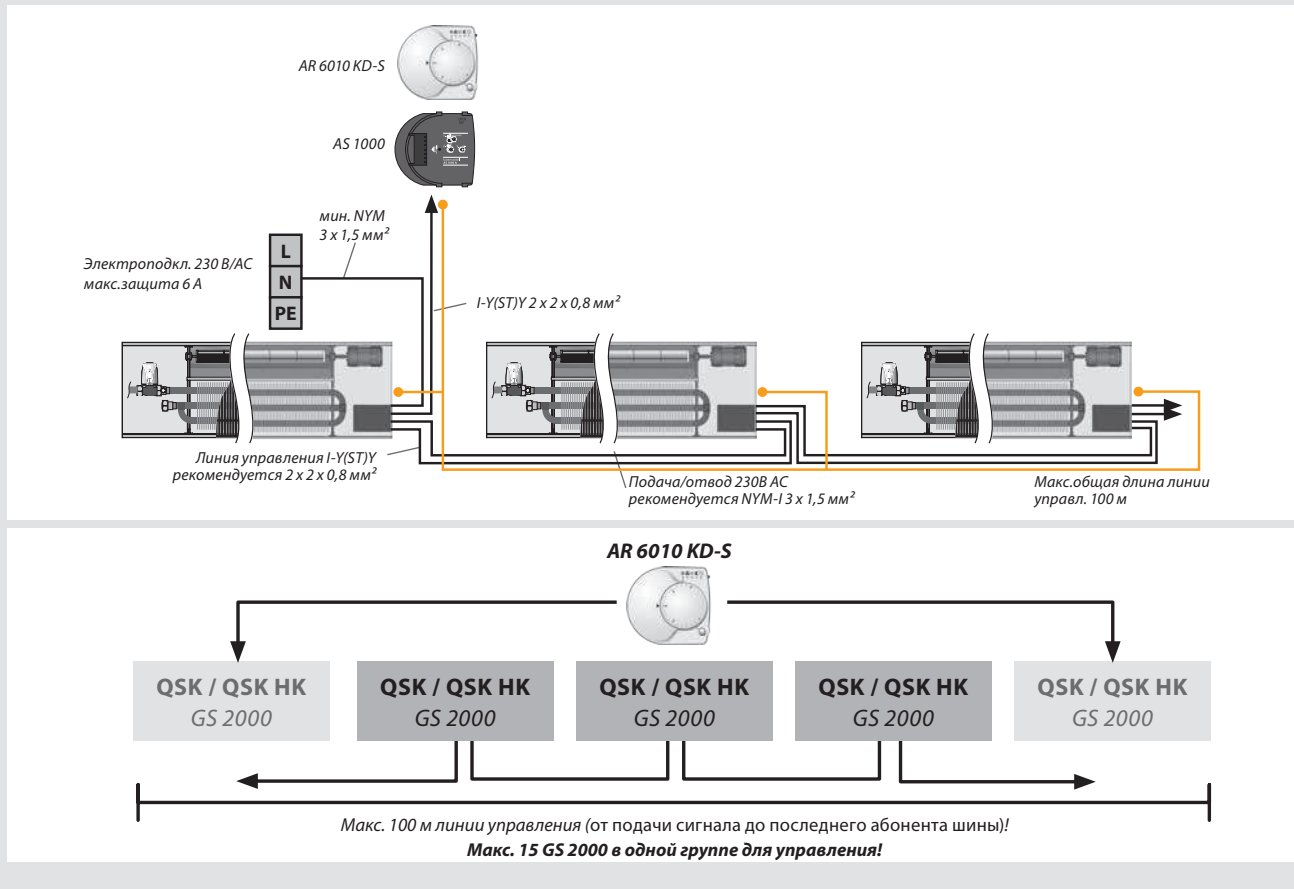 AR 6010 KD-S
AS 1000
мин. NYM
3 x 1,5 мм²
Электроподкл. 230 В/AC
макс.защита 6 А
L
N
PE
I-Y(ST)Y 2 x 2 x 0,8 мм²
Линия управления I-Y(ST)Y
рекомендуется 2 x 2 x 0,8 мм²
Подача/отвод 230В AC
рекомендуется NYM-I 3 x 1,5 мм²
Макс.общая длина линии
управл. 100 м
AR 6010 KD-S
QSK / QSK HK
GS 2000
QSK / QSK HK
GS 2000
QSK / QSK HK
GS 2000
QSK / QSK HK
GS 2000
QSK / QSK HK
GS 2000
Макс. 100 м линии управления (от подачи сигнала до последнего абонента шины)!
Макс. 15 GS 2000 в одной группе для управления!